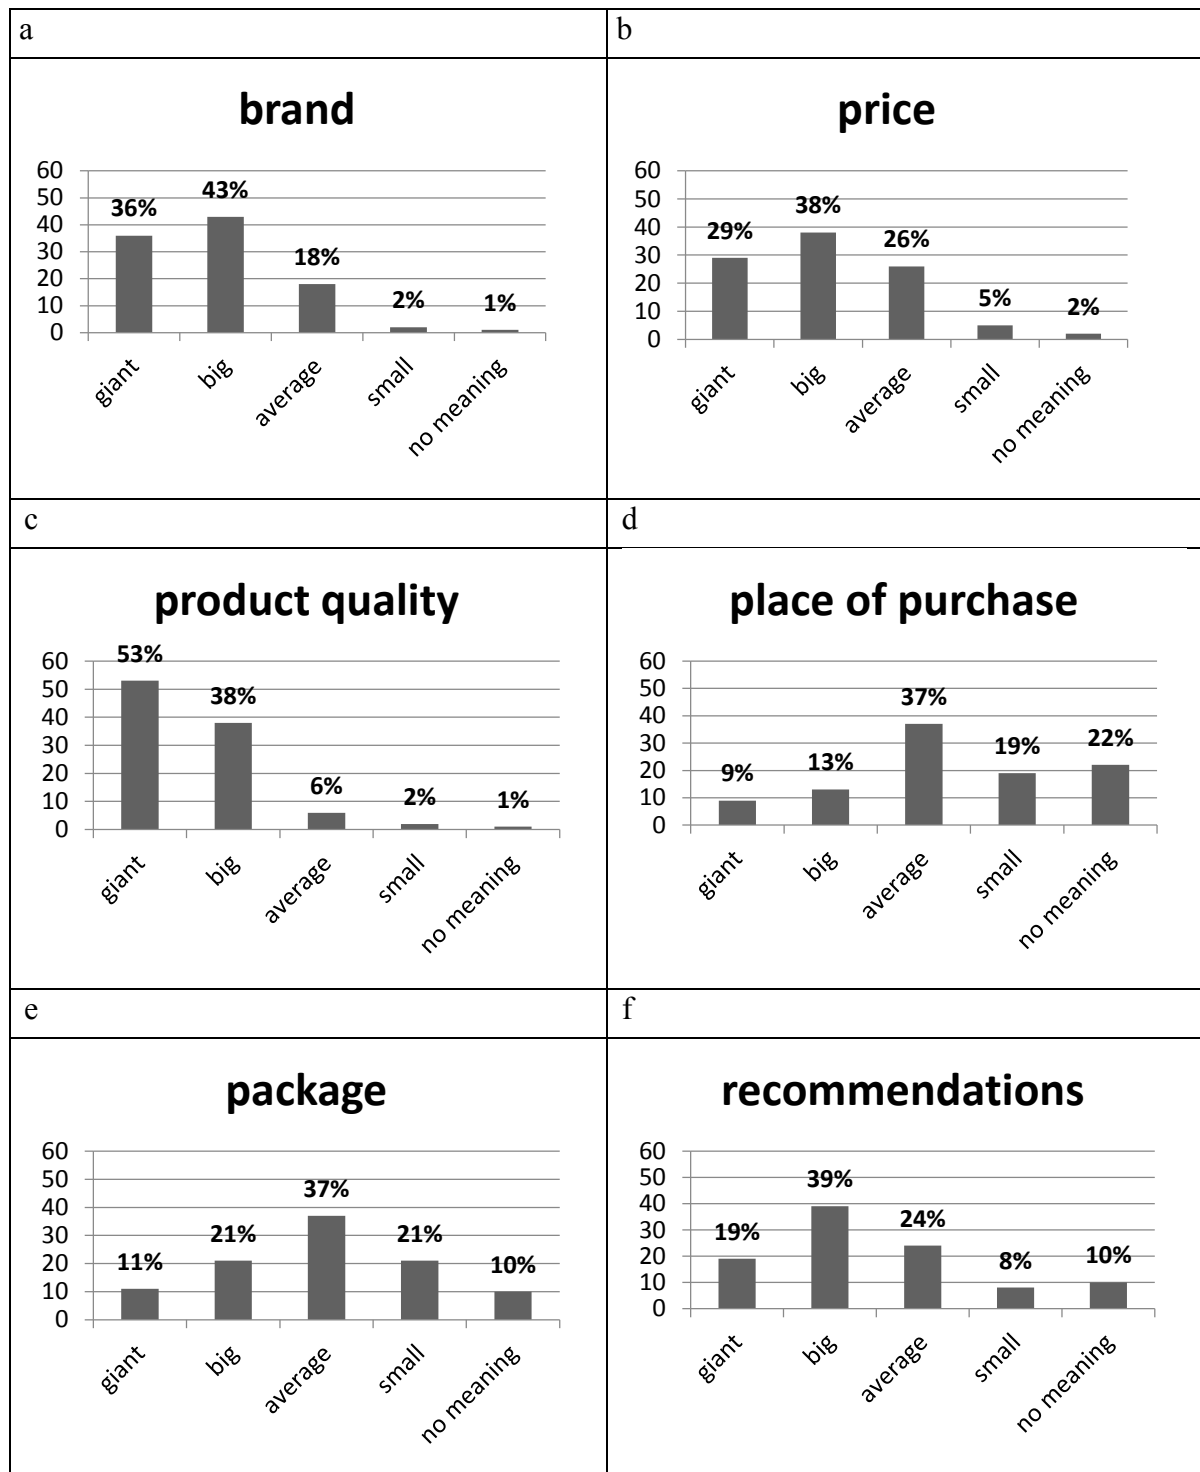 a
b
brand
60
50
40
30
20
10
0
36%
43%
18%
2%
1%
giant
big
average
small
no meaning
price
60
50
40
30
20
10
0
29%
38%
26%
5%
2%
giant
big
average
small
no meaning
c
d
product quality
60
50
40
30
20
10
0
53%
38%
6%
2%
1%
giant
big
average
small
no meaning
place of purchase
60
50
40
30
20
10
0
9%
13%
37%
19%
22%
giant
big
average
small
no meaning
e
f
package
60
50
40
30
20
10
0
11%
21%
37%
21%
10%
giant
big
average
small
no meaning
recommendations
60
50
40
30
20
10
0
19%
39%
24%
8%
10%
giant
big
average
small
no meaning